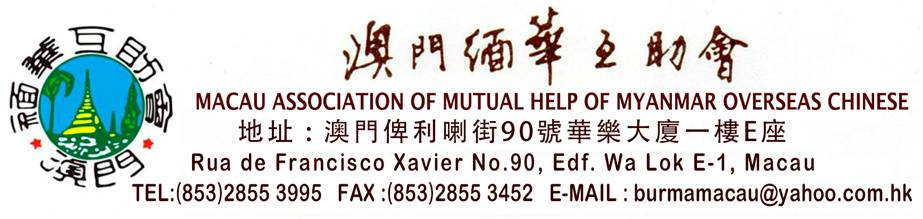 緬華互助會
澳門
澳門緬華互助會
MACAU ASSOCIATION OF MUTUAL HELP OF MYANMAR OVERSEAS CHINESE
地址：澳門俾利喇街90號華樂大廈一樓E座
Rua de Francisco Xavier No.90, Edf. Wa Lok E-1, Macau
TEL:(853)2855 3995 FAX :(853)2855 3452 E-MAIL : burmamacau@yahoo.com.hk